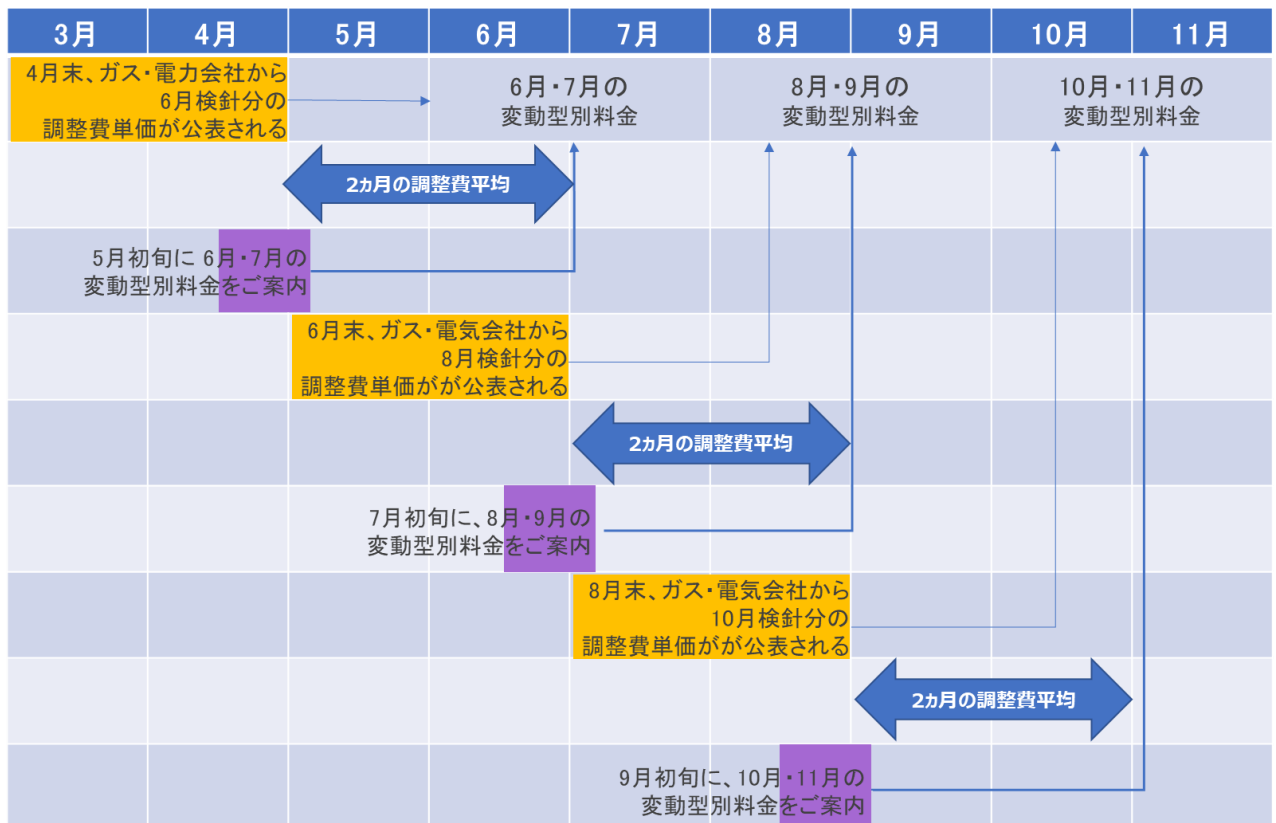 3月 4月 5月 6月 7月 8月 9月 10月 11月
4月末、ガス・電力会社から
6月検針分の
調整費単価が公表される
6月・7月の
変動型別料金
8月・9月の
変動型別料金
10月・11月の
変動型別料金
2ヵ月の調整費平均
5月初旬に 6月・7月の
変動型別料金をご案内
6月末、ガス・電気会社から
8月検針分の
調整費単価がが公表される
2ヵ月の調整費平均
7月初旬に、8月・9月の
変動型別料金をご案内
8月末、ガス・電気会社から
10月検針分の
調整費単価がが公表される
2ヵ月の調整費平均
9月初旬に、10月・11月の
変動型別料金をご案内